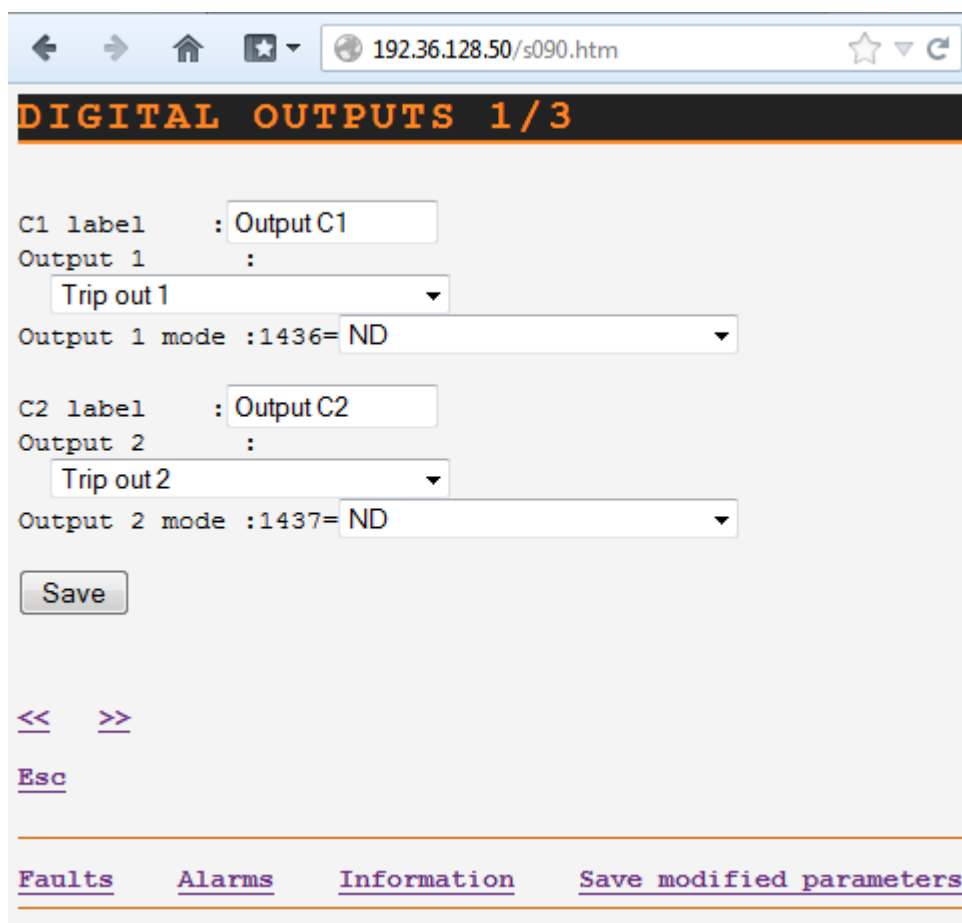 192.36.128.50/s090.htm
DIGITAL OUTPUTS 1/3
C1 label :Output C1
Output 1 :
Trip out 1
Output 1 mode :1436=ND
C2 label :Output C2
Output 2 :
Trip out 2
Output 2 mode :1437=ND
Save
<< >>
Esc
Faults Alarms Information Save modified parameters